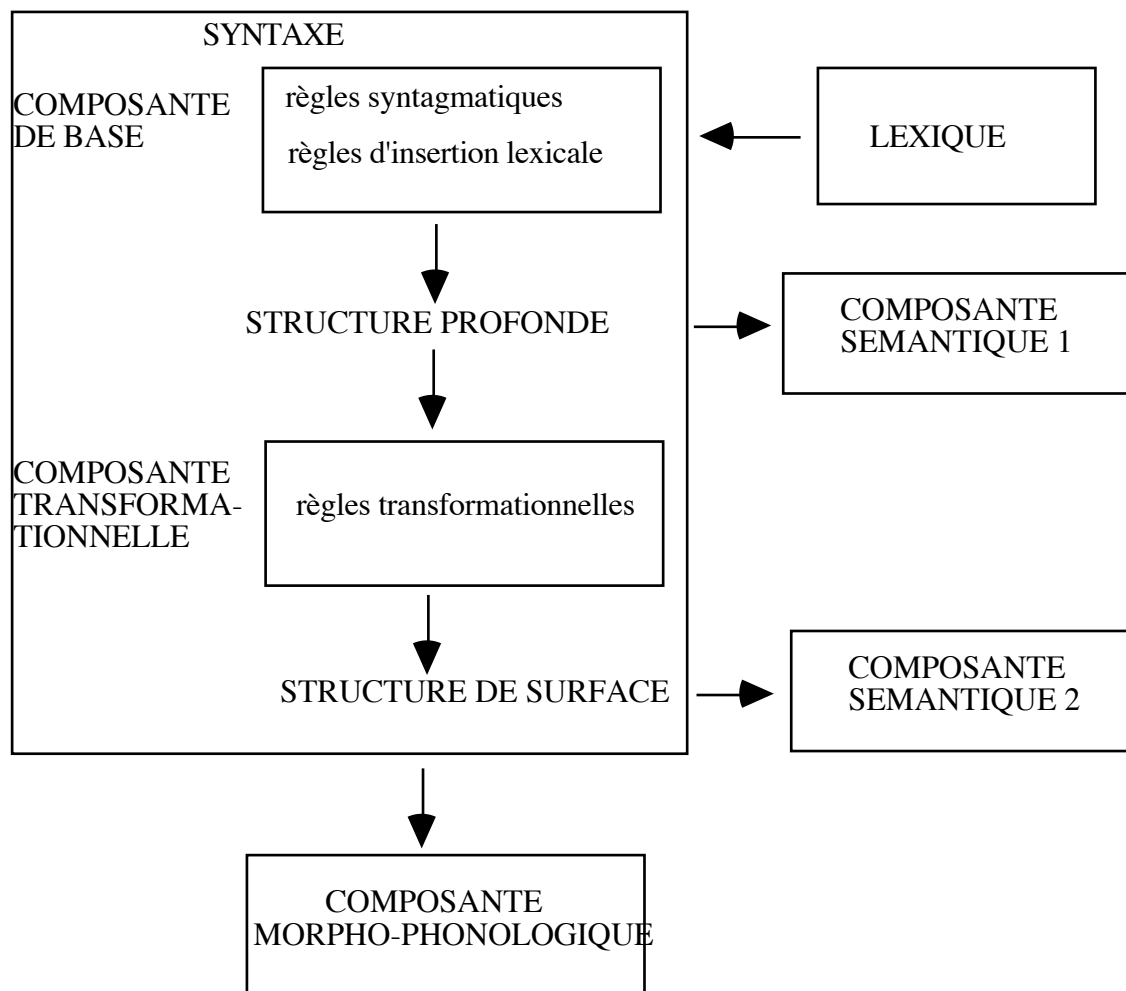 SYNTAXE
COMPOSANTE
DE BASE
règles syntagmatiques
règles d'insertion lexicale
LEXIQUE
STRUCTURE PROFONDE
COMPOSANTE
SEMANTIQUE 1
COMPOSANTE
TRANSFORMA-
TIONNELLE
règles transformationnelles
STRUCTURE DE SURFACE
COMPOSANTE
SEMANTIQUE 2
COMPOSANTE
MORPHO-PHONOLOGIQUE